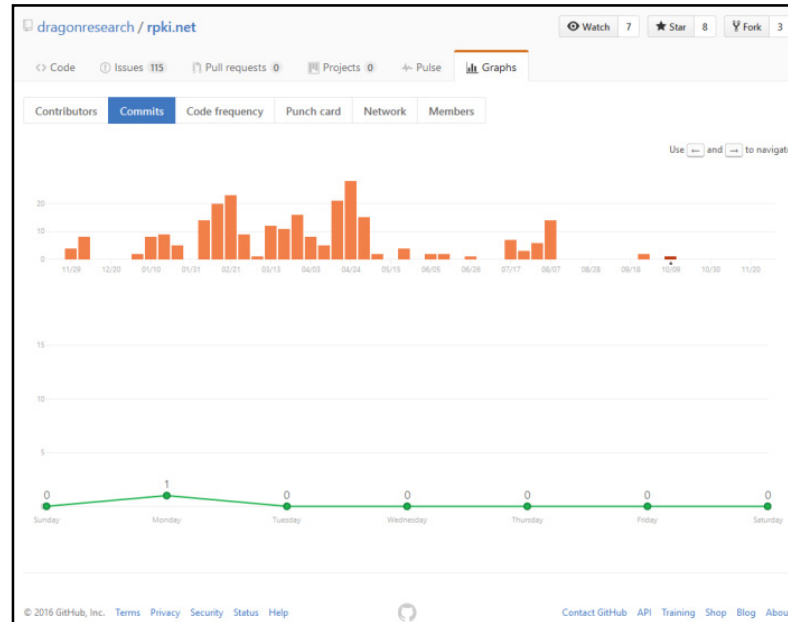 dragonresearch / rpki.net
Watch 7 Star 8 Fork 3
Code Issues 115 Pull requests 0 Projects 0 Pulse Graphs
Contributors Commits Code frequency Punch card Network Members
Use ← and → to navigate
20
10
0
11/29 12/20 01/10 01/31 02/21 03/13 04/03 04/24 05/15 06/05 06/26 07/17 08/07 08/28 09/18 10/09 10/30 11/20
15
10
5
0 1 0 0 0 0 0
Sunday Monday Tuesday Wednesday Thursday Friday Saturday
© 2016 GitHub, Inc. Terms Privacy Security Status Help Contact GitHub API Training Shop Blog Abou